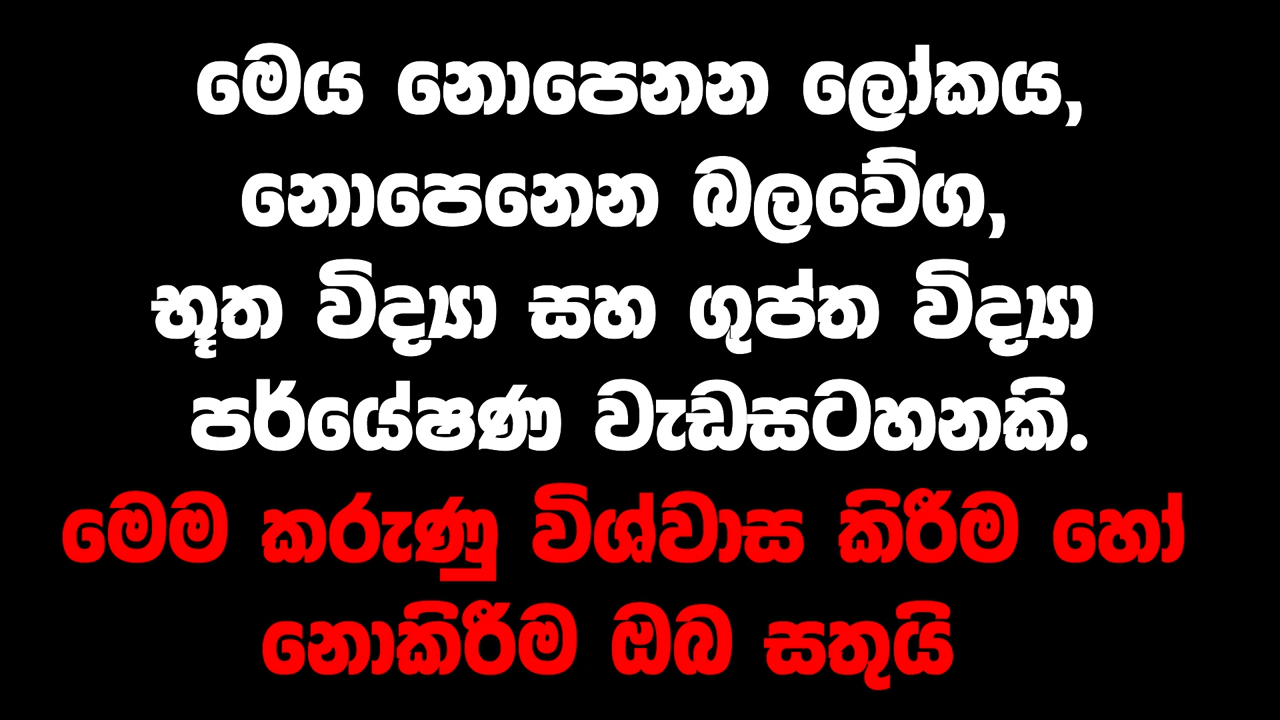 මෙය නොපෙනන ලෝකය,
නොපෙනෙන බලවේග,
භූත විද්‍යා සහ ගුප්ත විද්‍යා
පර්යේෂණ වැඩසටහනකි.
මෙම කරුණු විශ්වාස කිරීම හෝ
නොකිරීම ඔබ සතුයි